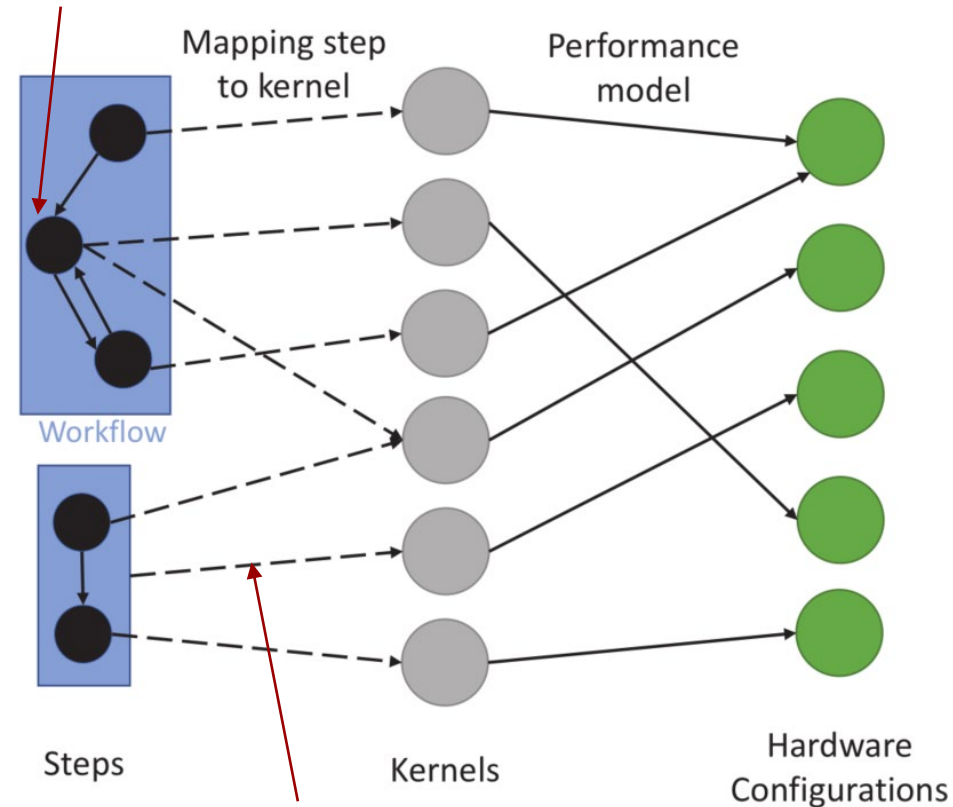 Mapping step
to kernel
Performance
model
Workflow
Steps
Kernels
Hardware
Configurations